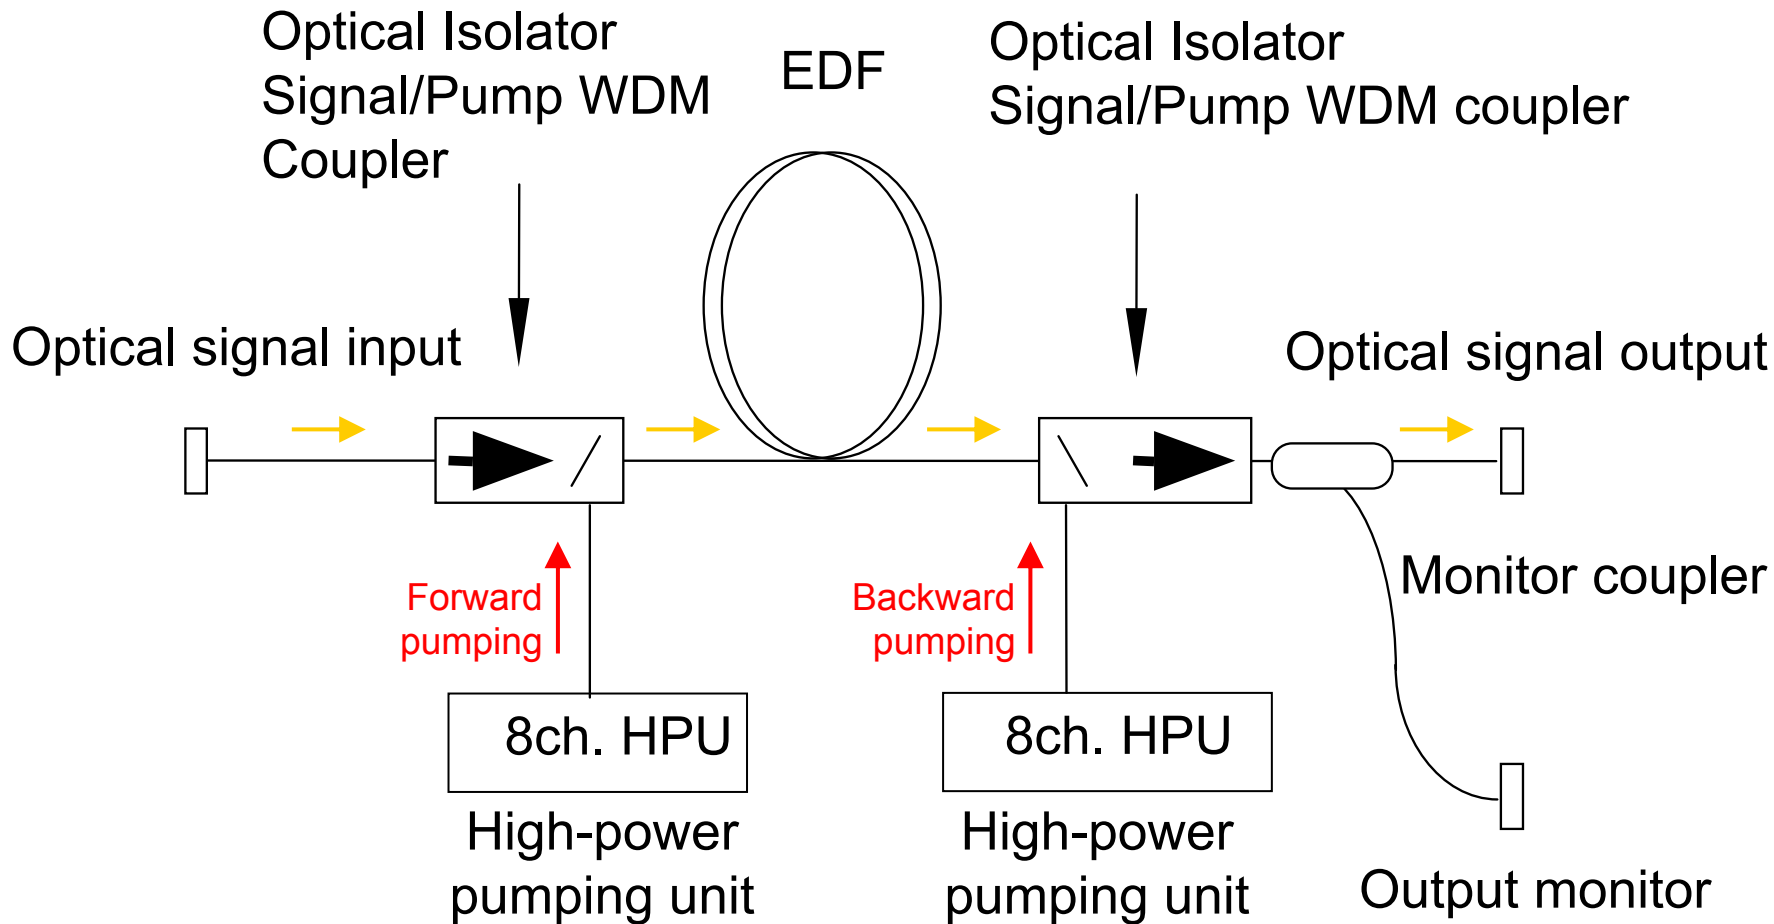 Optical Isolator
Signal/Pump WDM
Coupler
EDF
Optical Isolator
Signal/Pump WDM coupler
Optical signal input
Optical signal output
Forward
pumping
Backward
pumping
Monitor coupler
8ch. HPU
8ch. HPU
High-power
pumping unit
High-power
pumping unit
Output monitor